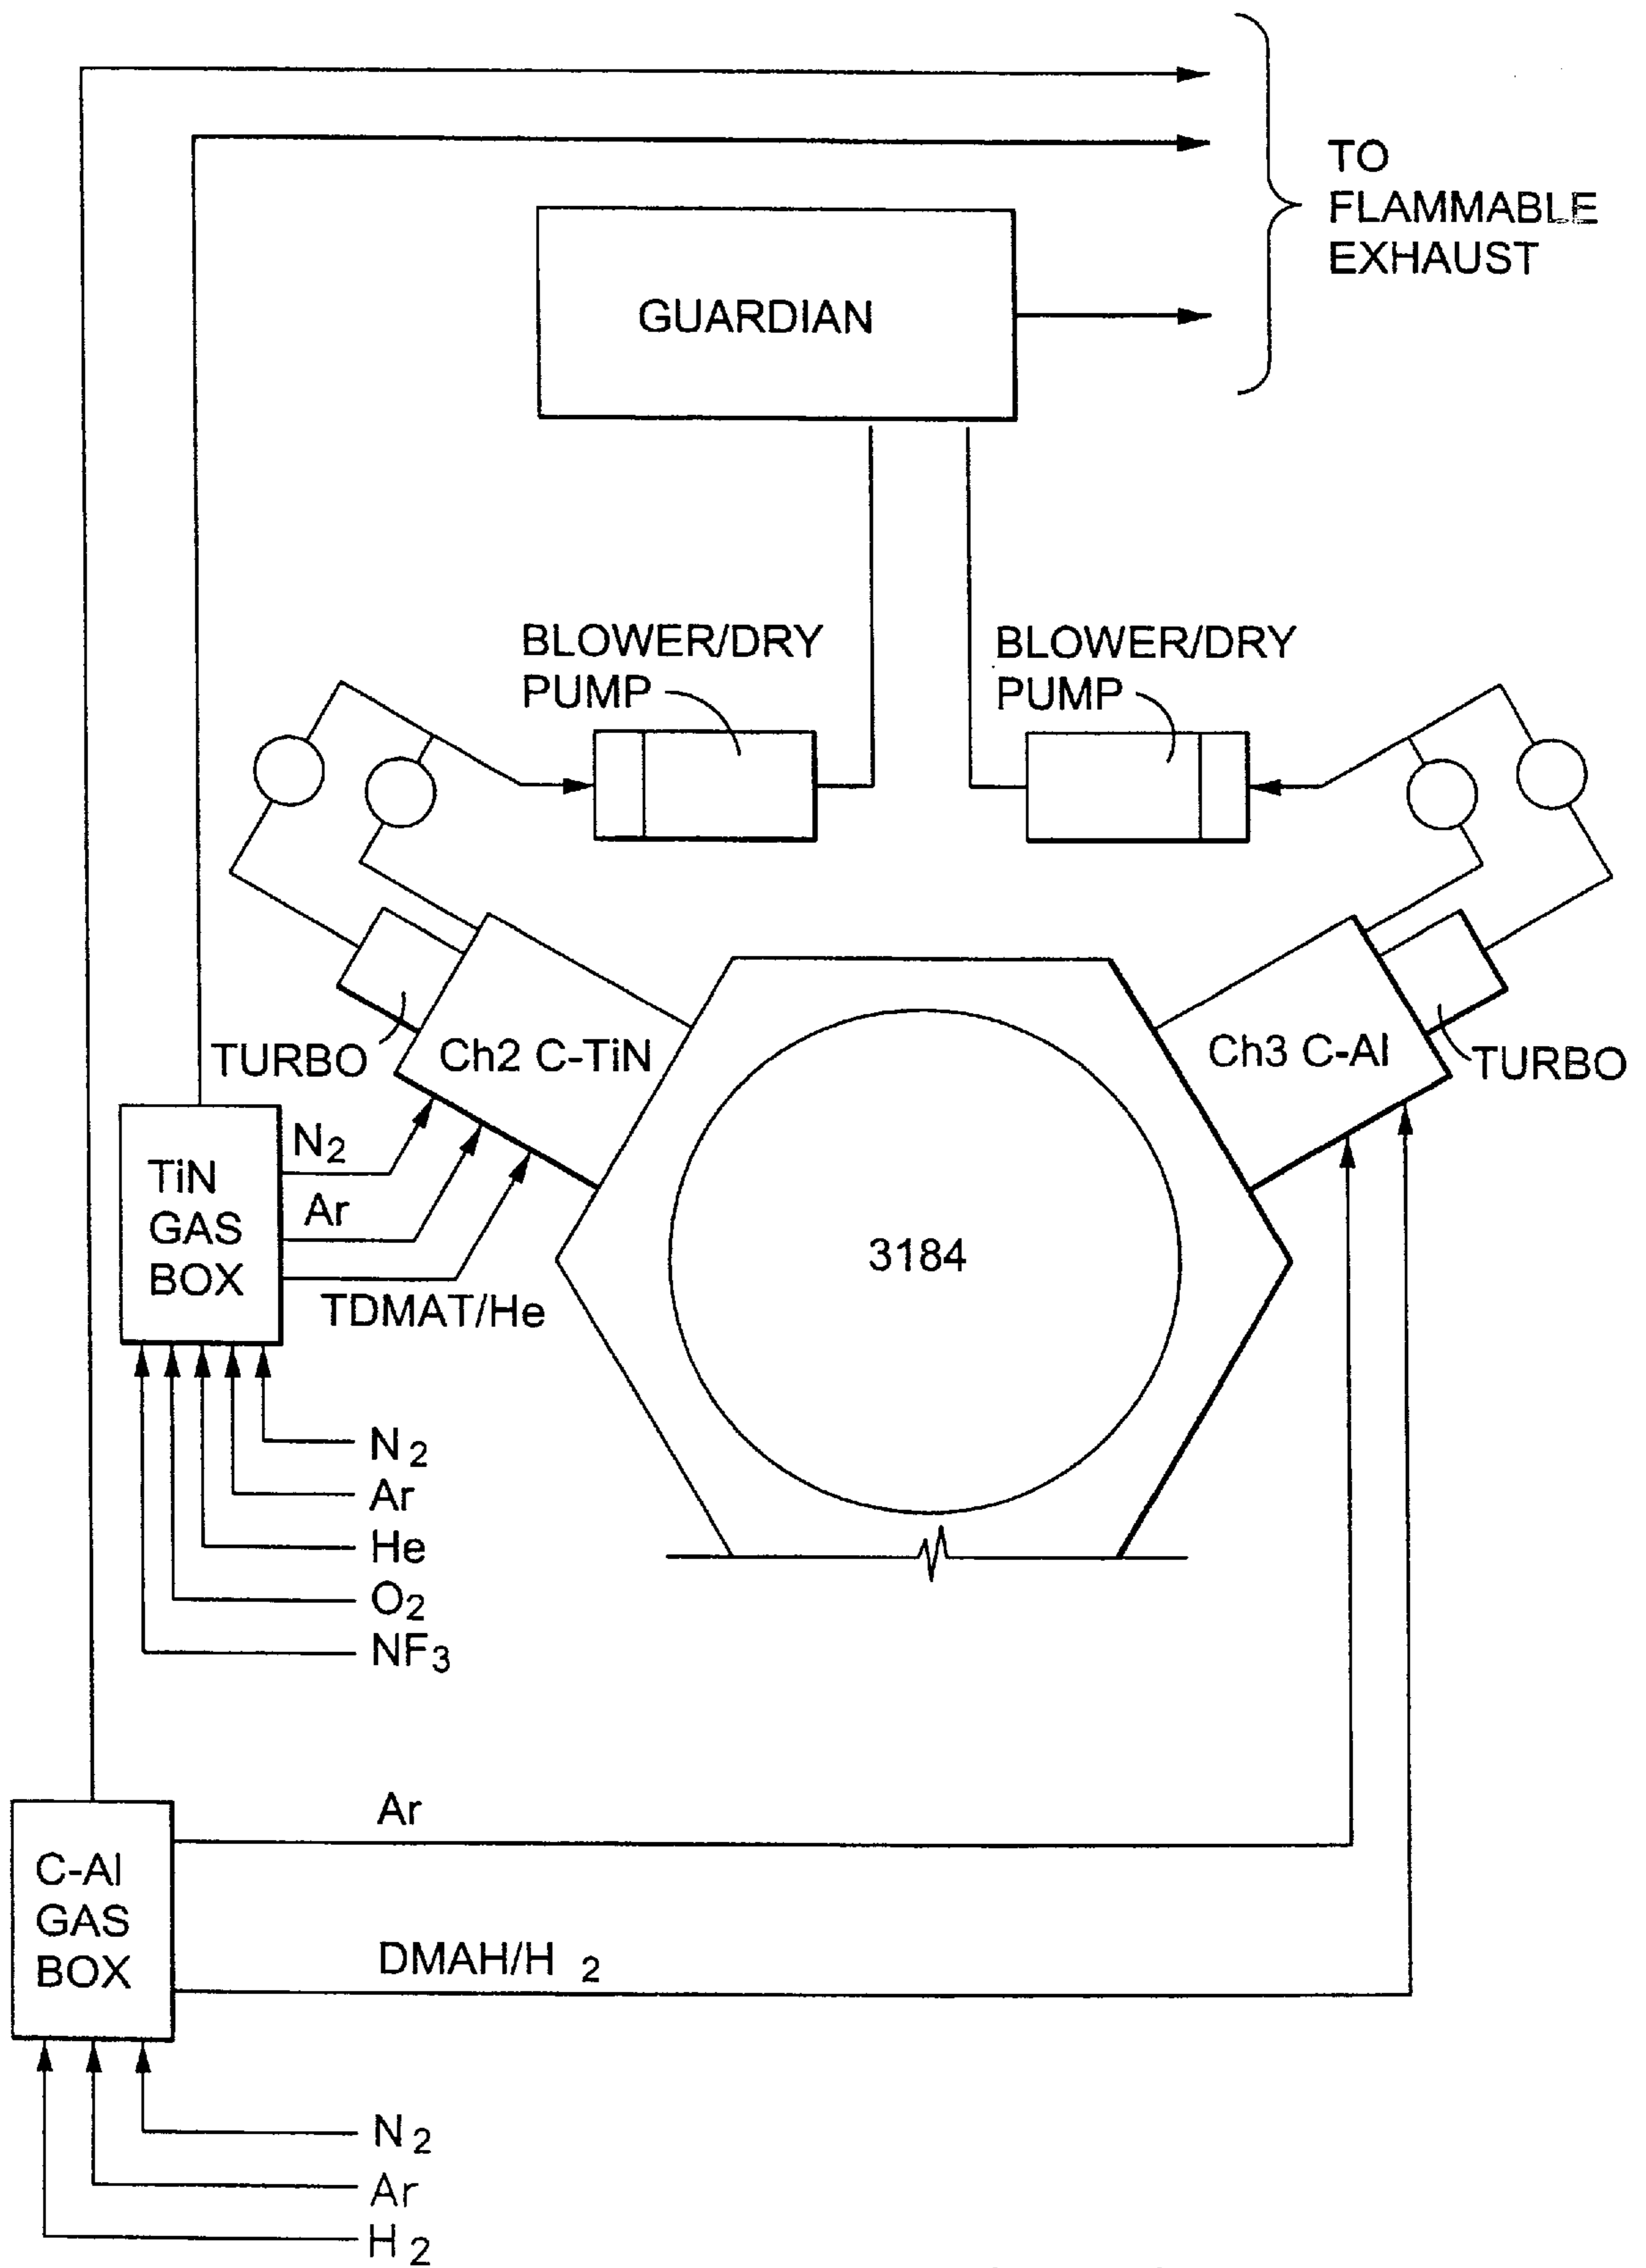 TO
FLAMMABLE
EXHAUST
GUARDIAN
BLOWER/DRY
PUMP
BLOWER/DRY
PUMP
TURBO
Ch2 C-TiN
Ch3 C-Al
TURBO
TiN
GAS
BOX
N2
Ar
TDMAT/He
3184
N2
Ar
He
O2
NF3
C-Al
GAS
BOX
Ar
DMAH/H2
N2
Ar
H2